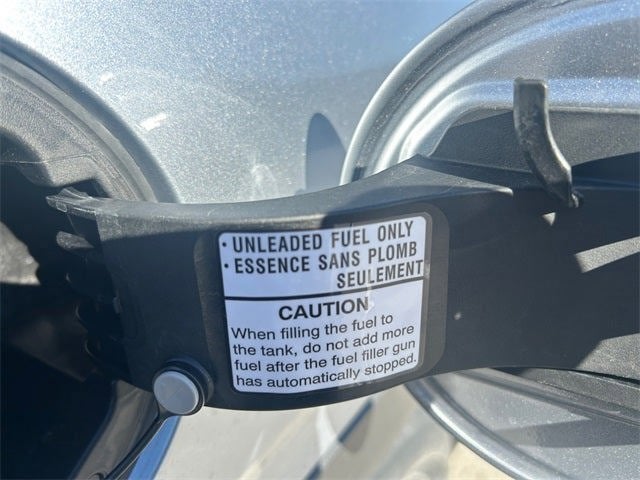 · UNLEADED FUEL ONLY
· ESSENCE SANS PLOMB
SEULEMENT
CAUTION
When filling the fuel to
the tank, do not add more
fuel after the fuel filler gun
has automatically stopped.